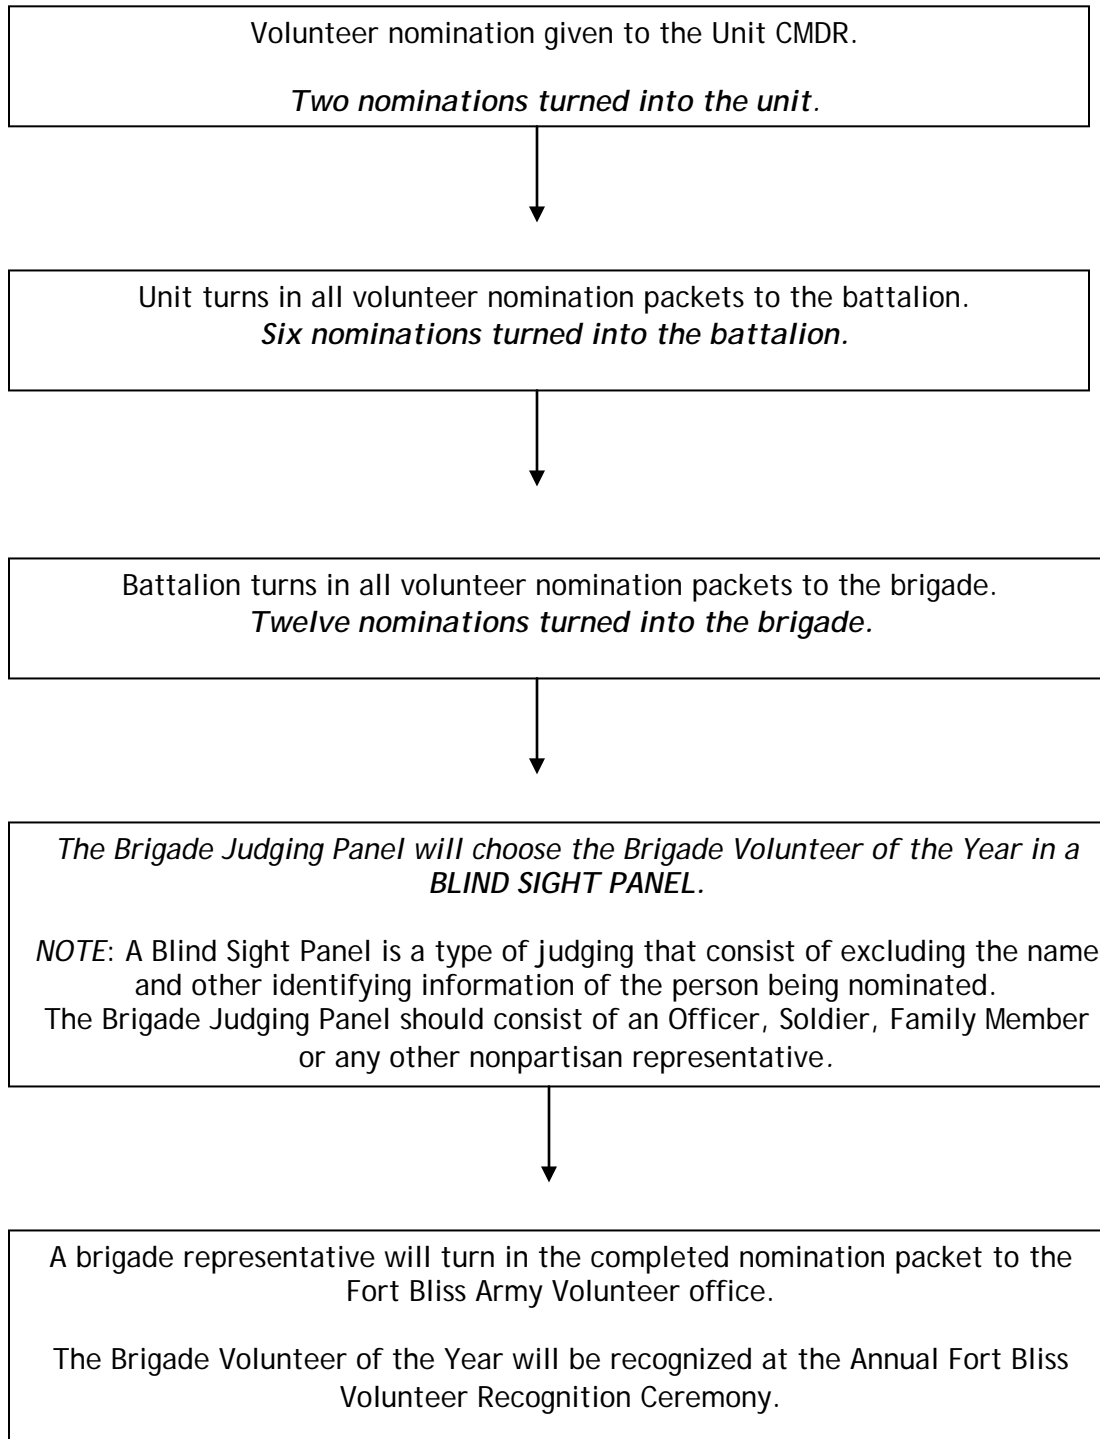 Volunteer nomination given to the Unit CMDR.
Two nominations turned into the unit.
Unit turns in all volunteer nomination packets to the battalion.
Six nominations turned into the battalion.
Battalion turns in all volunteer nomination packets to the brigade.
Twelve nominations turned into the brigade.
The Brigade Judging Panel will choose the Brigade Volunteer of the Year in a
BLIND SIGHT PANEL.
NOTE: A Blind Sight Panel is a type of judging that consist of excluding the name
and other identifying information of the person being nominated.
The Brigade Judging Panel should consist of an Officer, Soldier, Family Member
or any other nonpartisan representative.
A brigade representative will turn in the completed nomination packet to the
Fort Bliss Army Volunteer office.
The Brigade Volunteer of the Year will be recognized at the Annual Fort Bliss
Volunteer Recognition Ceremony.